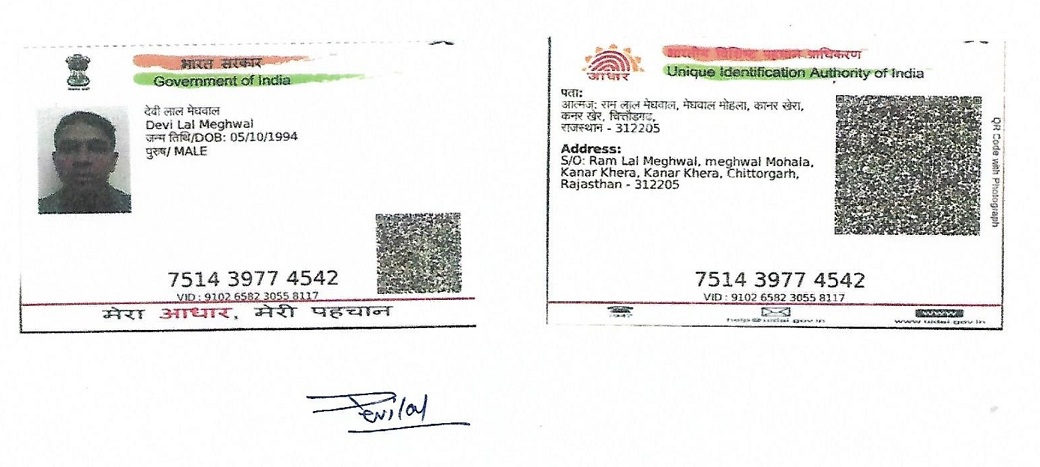 भारत सरकार
Government of India
देवी लाल मेघवाल
Devi Lal Meghwal
जन्म तिथि/DOB: 05/10/1994
पुरुष/ MALE
7514 3977 4542
VID : 9102 6582 3055 8117
मेरा आधार, मेरी पहचान
भारतीय विशिष्ट पहचान प्राधिकरण
आधार
Unique Identification Authority of India
पता:
आत्मज: राम लाल मेघवाल, मेघवाल मोहला, कानर खेरा,
कनर खेर, चित्तौड़गढ,
राजस्थान - 312205
Address:
S/O: Ram Lal Meghwal, meghwal Mohala,
Kanar Khera, Kanar Khera, Chittorgarh,
Rajasthan - 312205
QR Code with Photograph
7514 3977 4542
VID : 9102 6582 3055 8117
1947
help@uidai.gov.in
www
www.uidai.gov.in
Devilal